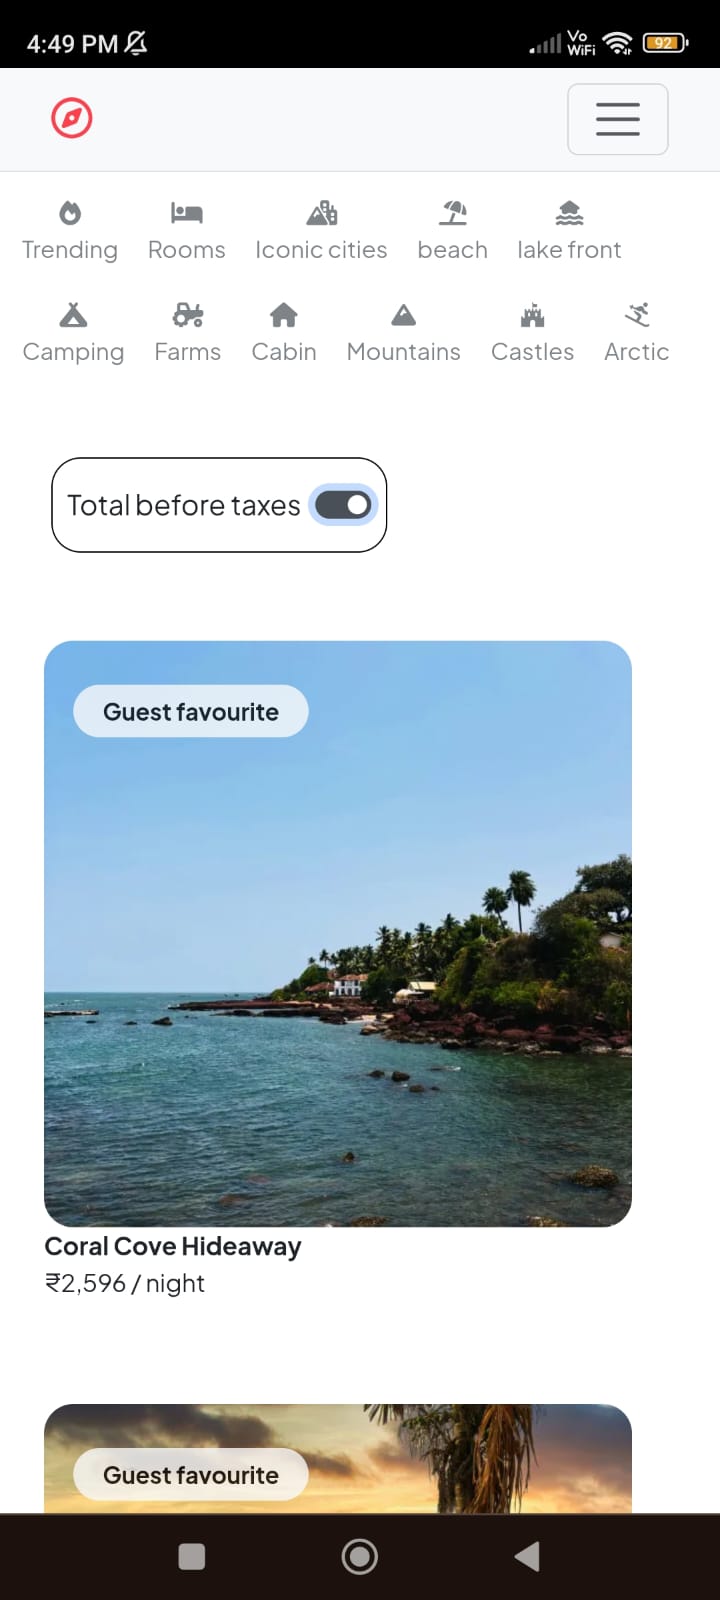 4:49 PM
Vo
WiFi
92
Trending Rooms Iconic cities beach lake front
Camping Farms Cabin Mountains Castles Arctic
Total before taxes
Guest favourite
Coral Cove Hideaway
₹2,596 / night
Guest favourite